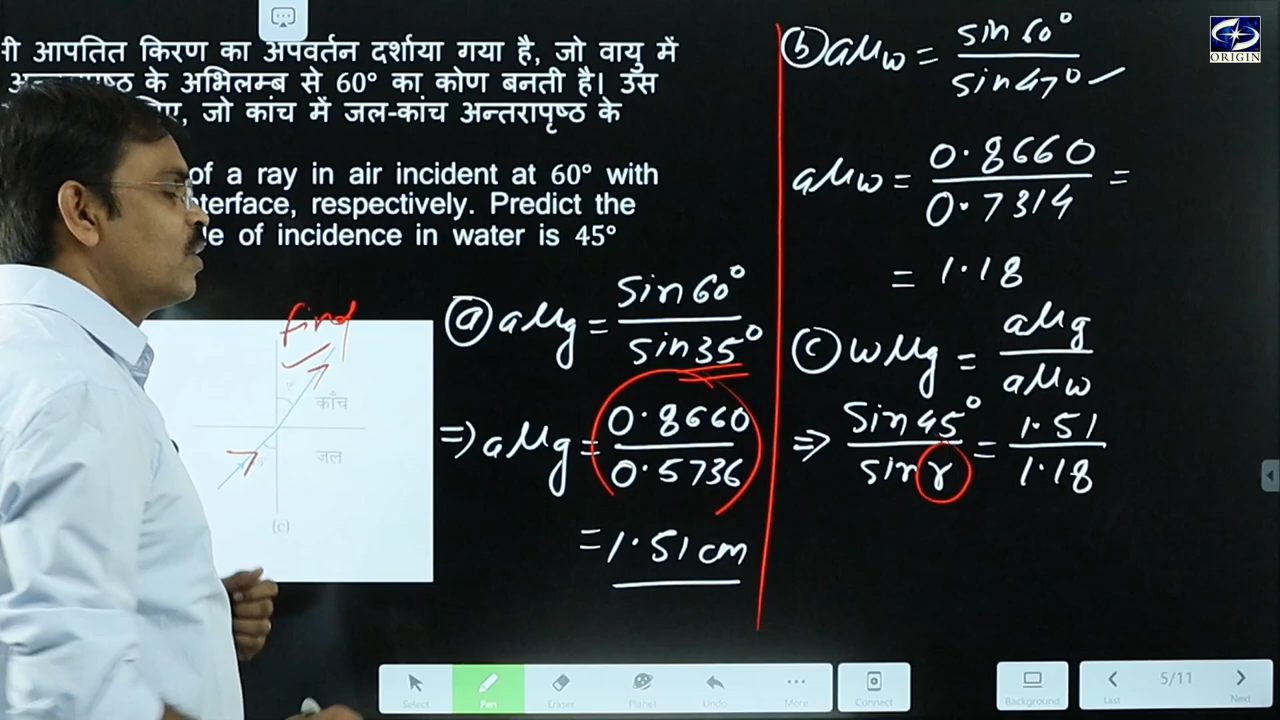 भी आपतित किरण का अपवर्तन दर्शाया गया है, जो वायु में
के अभिलम्ब से 60° का कोण बनती है। उस
जो कांच में जल-कांच अन्तरापृष्ठ के
of a ray in air incident at 60° with
nterface, respectively. Predict the
le of incidence in water is 45°
find
r
काँच
जल
(c)
ⓐ aμg = sin60° / sin35°
⇒ aμg = 0.8660 / 0.5736
= 1.51 cm
ⓑ aμw = sin60° / sin47°
aμw = 0.8660 / 0.7314 =
= 1.18
ⓒ wμg = aμg / aμw
⇒ sin45° / sin r = 1.51 / 1.18
ORIGIN
Select
Pen
Eraser
Planet
Undo
More
Connect
Background
Last
5/11
Next